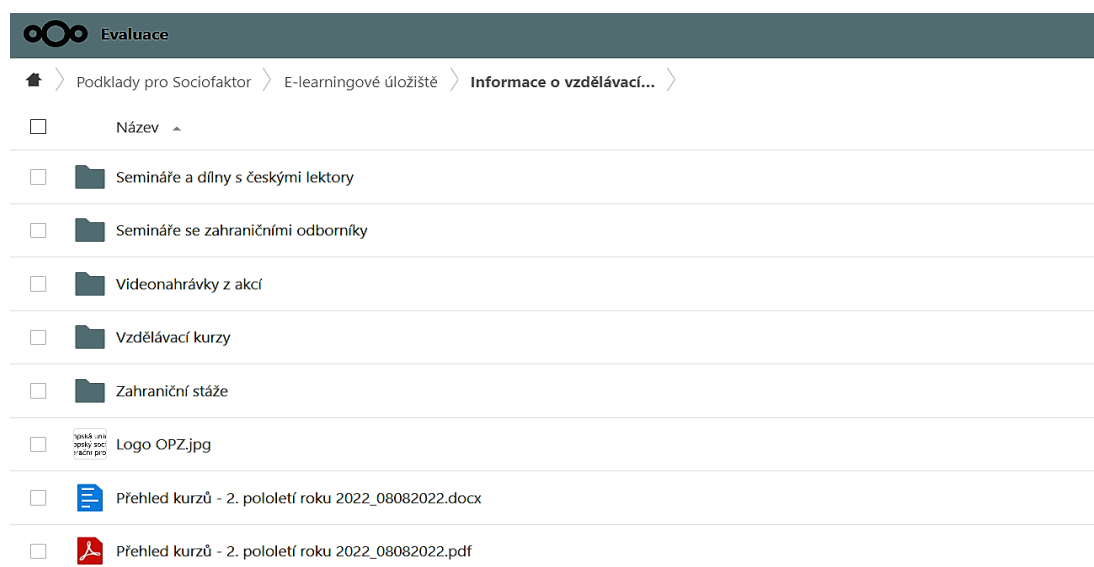 Evaluace
Podklady pro Sociofaktor
E-learningové úložiště
Informace o vzdělávací...
Název
Semináře a dílny s českými lektory
Semináře se zahraničními odborníky
Videonahrávky z akcí
Vzdělávací kurzy
Zahraniční stáže
Logo OPZ.jpg
Přehled kurzů - 2. pololetí roku 2022_08082022.docx
Přehled kurzů - 2. pololetí roku 2022_08082022.pdf